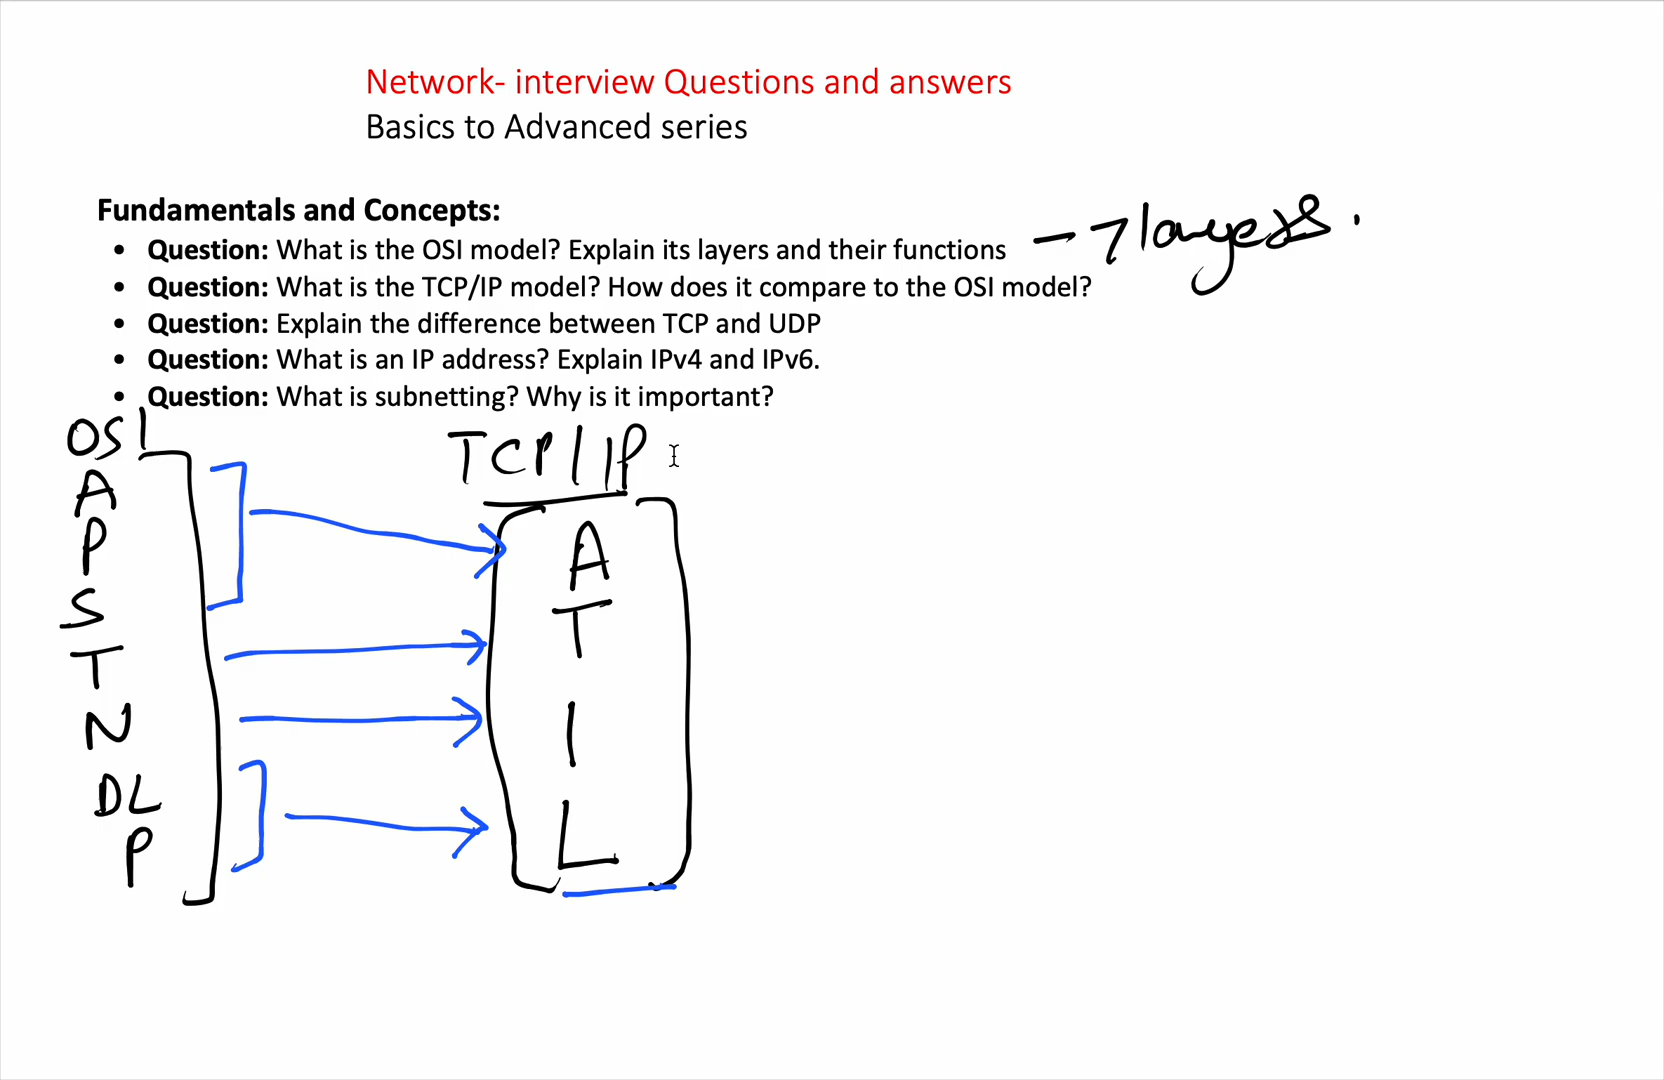 Network- interview Questions and answers
Basics to Advanced series
Fundamentals and Concepts:
• Question: What is the OSI model? Explain its layers and their functions - 7 layers.
• Question: What is the TCP/IP model? How does it compare to the OSI model?
• Question: Explain the difference between TCP and UDP
• Question: What is an IP address? Explain IPv4 and IPv6.
• Question: What is subnetting? Why is it important?
OSI
A
P
S
T
N
DL
P
TCP/IP
A
T
I
L